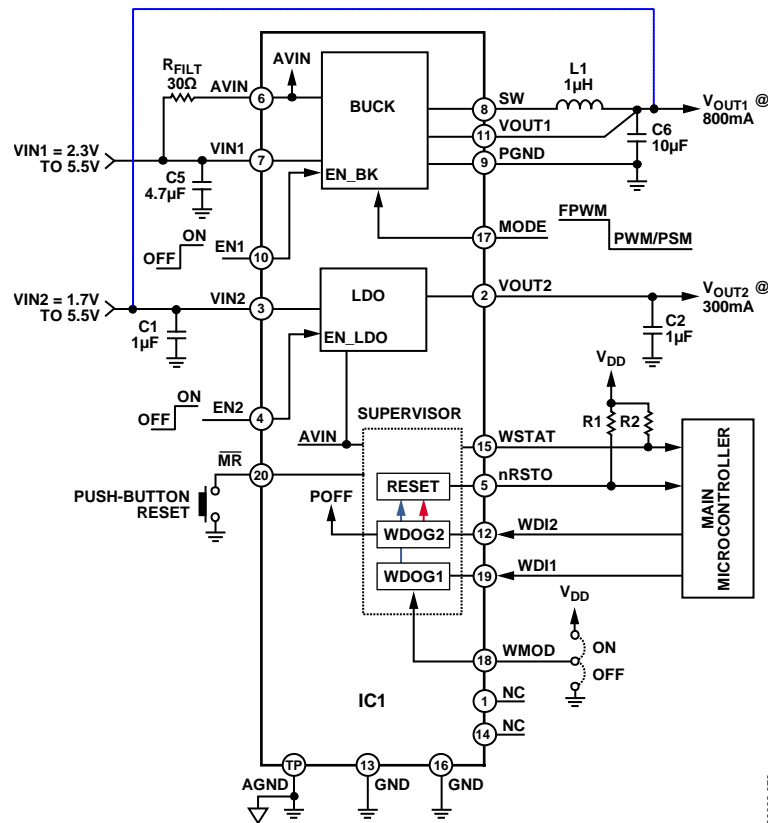 AVIN
RFILT
30Ω
AVIN
6
BUCK
8
SW
L1
1µH
VOUT1 @
800mA
11
VOUT1
C6
10µF
VIN1 = 2.3V
TO 5.5V
VIN1
7
9
PGND
C5
4.7µF
EN_BK
ON
OFF
EN1
10
17
MODE
FPWM
PWM/PSM
VIN2 = 1.7V
TO 5.5V
VIN2
3
LDO
2
VOUT2
VOUT2 @
300mA
C1
1µF
EN_LDO
C2
1µF
ON
OFF
EN2
4
VDD
SUPERVISOR
R1
R2
AVIN
15
WSTAT
MR
20
RESET
5
nRSTO
PUSH-BUTTON
RESET
POFF
WDOG2
12
WDI2
WDOG1
19
WDI1
MAIN
MICROCONTROLLER
VDD
18
WMOD
ON
OFF
IC1
1
NC
14
NC
TP
13
16
AGND
GND
GND